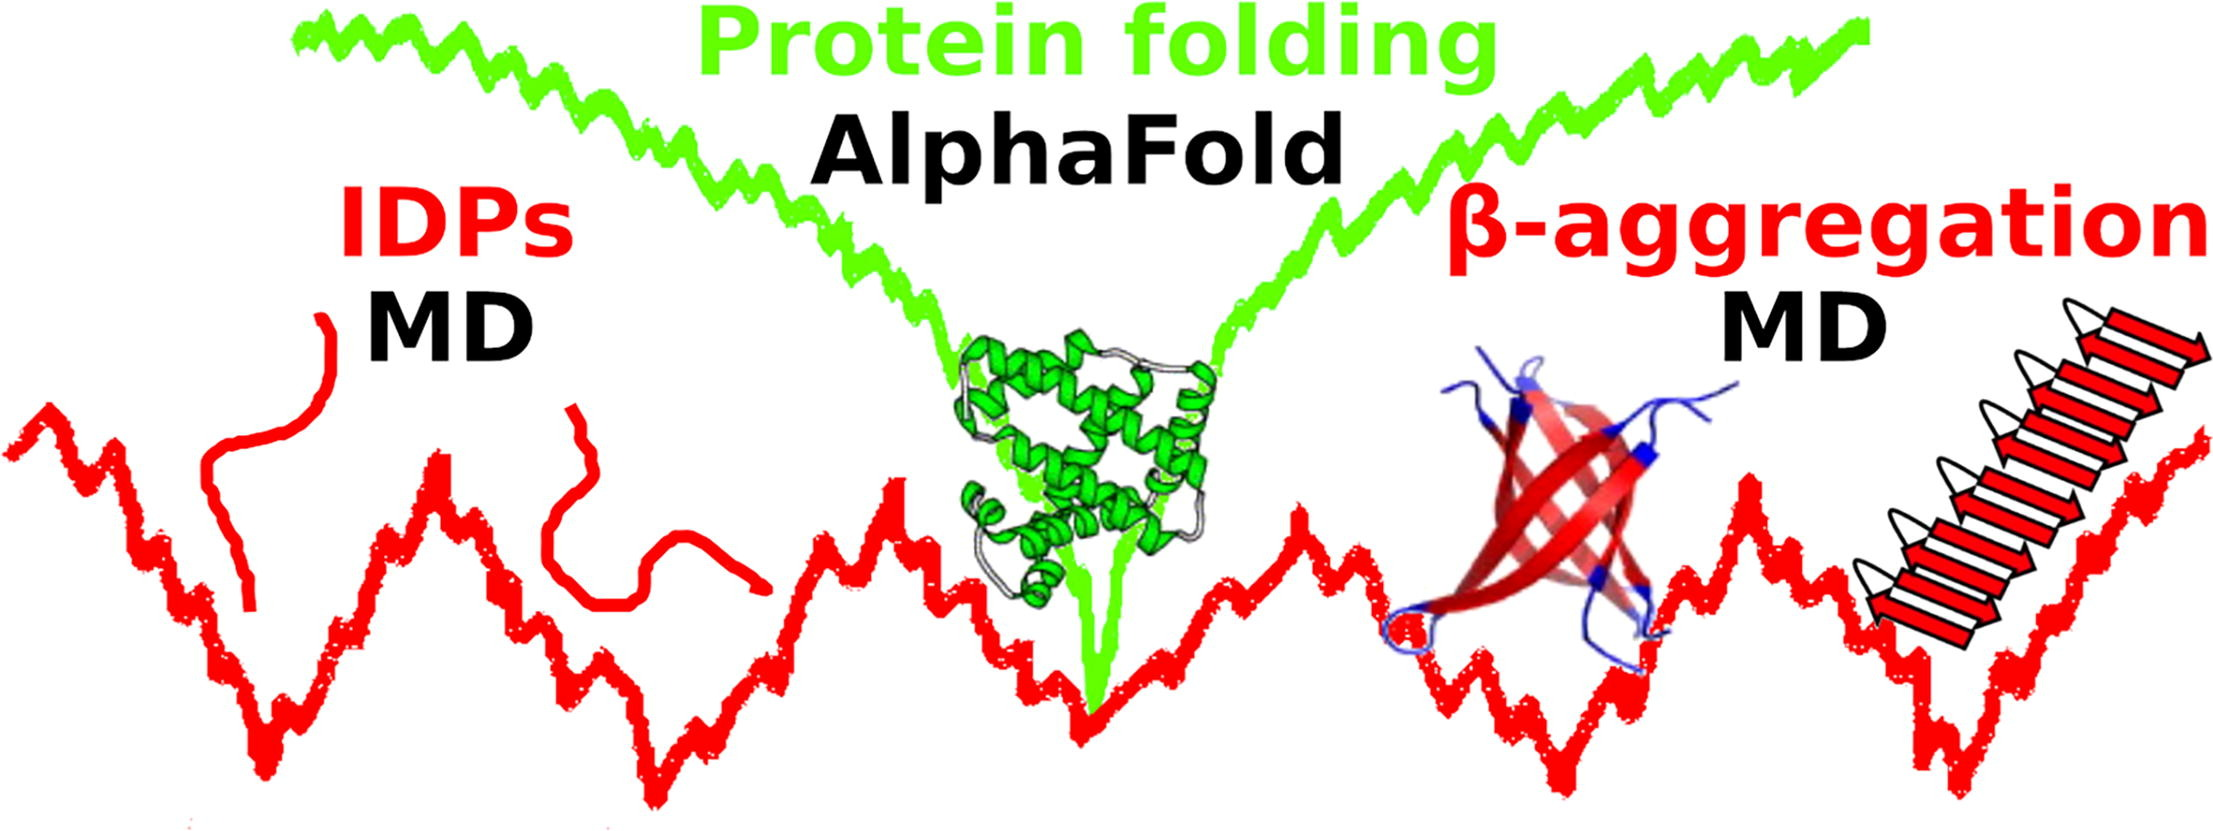 Protein folding
AlphaFold
IDPs
MD
β-aggregation
MD